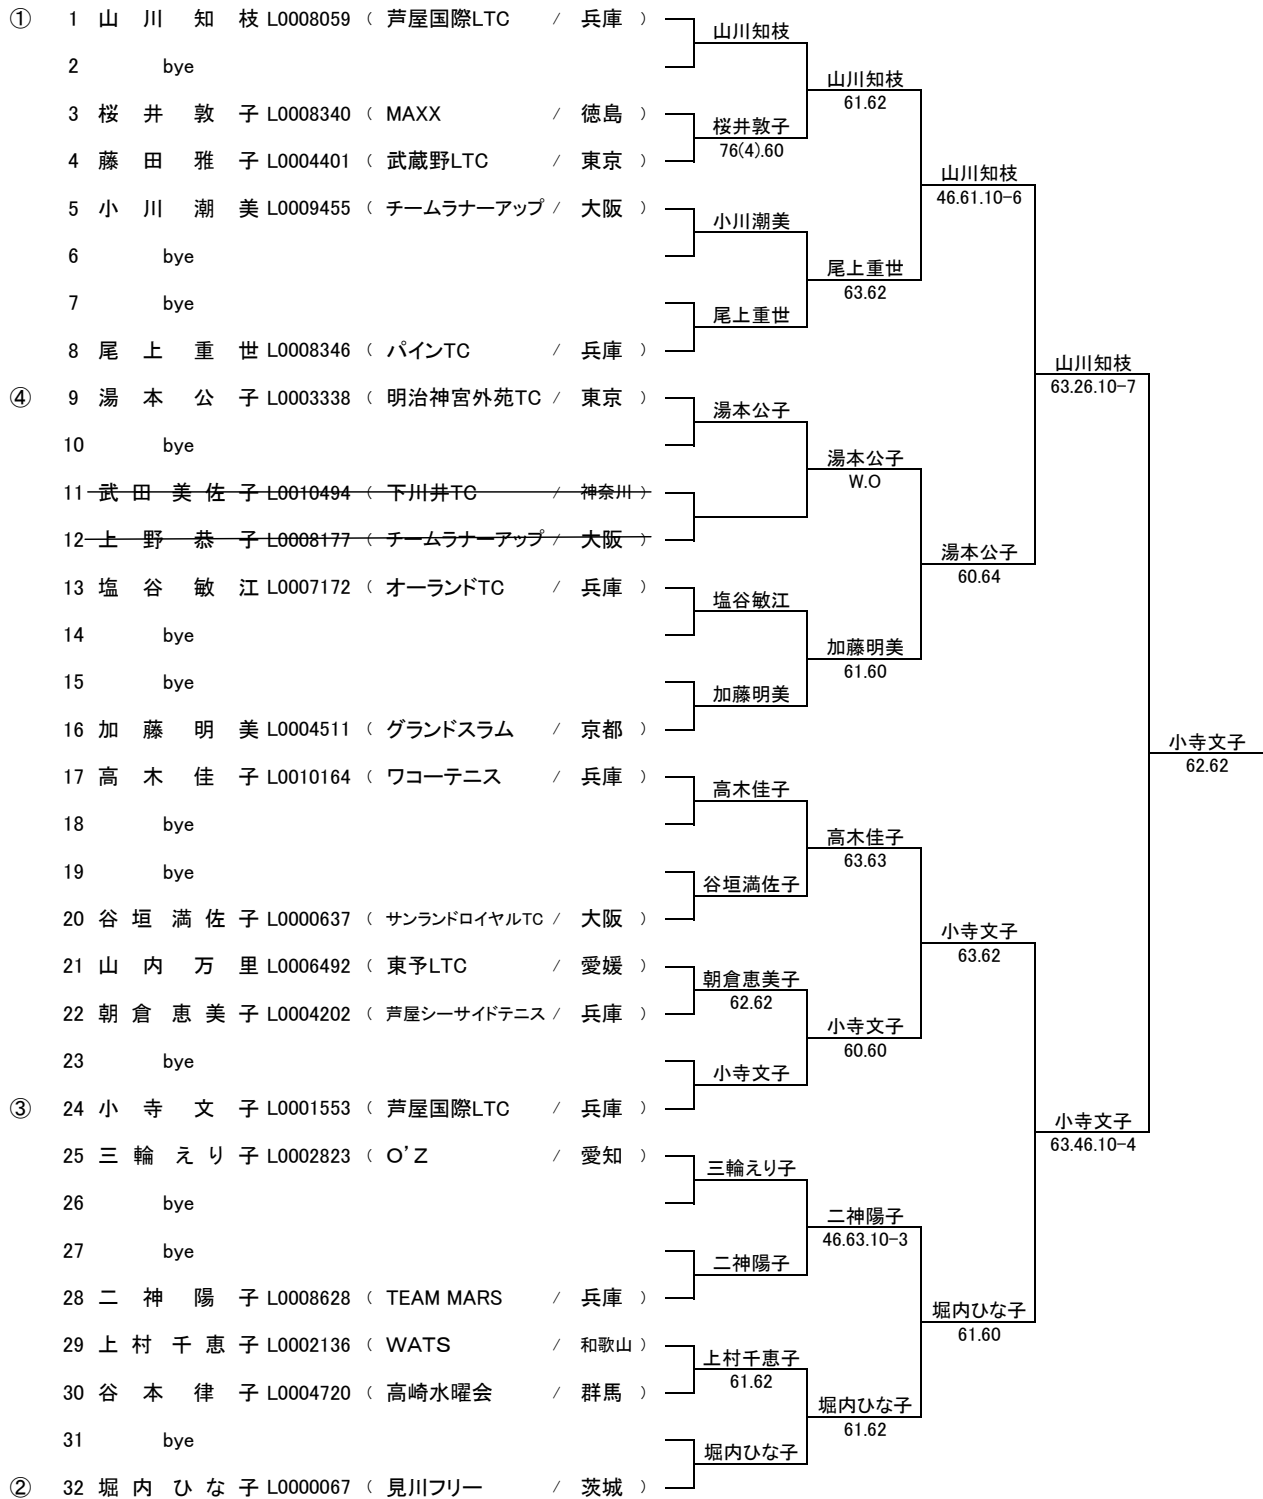 ① 1 山 川 知 枝 L0008059 ( 芦屋国際LTC / 兵庫 )
2 bye
3 桜 井 敦 子 L0008340 ( MAXX / 徳島 )
4 藤 田 雅 子 L0004401 ( 武蔵野LTC / 東京 )
5 小 川 潮 美 L0009455 ( チームラナーアップ / 大阪 )
6 bye
7 bye
8 尾 上 重 世 L0008346 ( パインTC / 兵庫 )
④ 9 湯 本 公 子 L0003338 ( 明治神宮外苑TC / 東京 )
10 bye
11 武 田 美 佐 子 L0010494 ( 下川井TC / 神奈川 )
12 上 野 恭 子 L0008177 ( チームラナーアップ / 大阪 )
13 塩 谷 敏 江 L0007172 ( オーランドTC / 兵庫 )
14 bye
15 bye
16 加 藤 明 美 L0004511 ( グランドスラム / 京都 )
17 高 木 佳 子 L0010164 ( ワコーテニス / 兵庫 )
18 bye
19 bye
20 谷 垣 満 佐 子 L0000637 ( サンランドロイヤルTC / 大阪 )
21 山 内 万 里 L0006492 ( 東予LTC / 愛媛 )
22 朝 倉 恵 美 子 L0004202 ( 芦屋シーサイドテニス / 兵庫 )
23 bye
③ 24 小 寺 文 子 L0001553 ( 芦屋国際LTC / 兵庫 )
25 三 輪 え り 子 L0002823 ( O'Z / 愛知 )
26 bye
27 bye
28 二 神 陽 子 L0008628 ( TEAM MARS / 兵庫 )
29 上 村 千 恵 子 L0002136 ( WATS / 和歌山 )
30 谷 本 律 子 L0004720 ( 高崎水曜会 / 群馬 )
31 bye
② 32 堀 内 ひ な 子 L0000067 ( 見川フリー / 茨城 )
山川知枝
桜井敦子
76(4).60
小川潮美
尾上重世
湯本公子
塩谷敏江
加藤明美
高木佳子
谷垣満佐子
朝倉恵美子
62.62
小寺文子
三輪えり子
二神陽子
上村千恵子
61.62
堀内ひな子
山川知枝
61.62
尾上重世
63.62
湯本公子
W.O
加藤明美
61.60
高木佳子
63.63
小寺文子
60.60
二神陽子
46.63.10-3
堀内ひな子
61.62
山川知枝
46.61.10-6
湯本公子
60.64
小寺文子
63.62
堀内ひな子
61.60
山川知枝
63.26.10-7
小寺文子
63.46.10-4
小寺文子
62.62